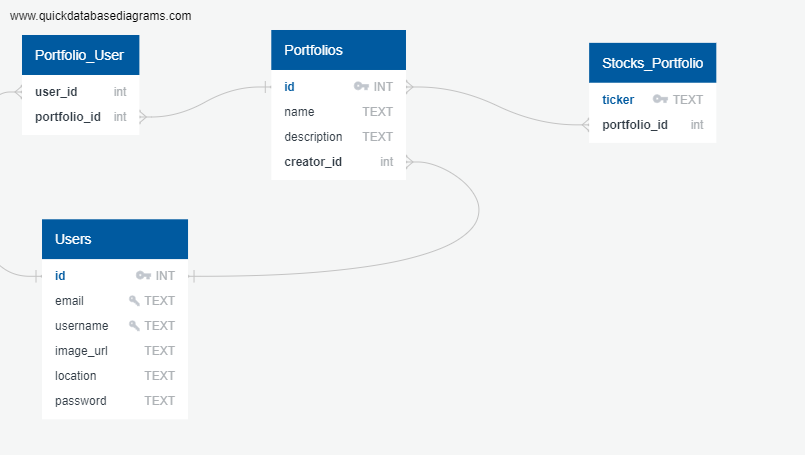 www.quickdatabasediagrams.com
Portfolio_User
user_id int
portfolio_id int
Portfolios
id INT
name TEXT
description TEXT
creator_id int
Stocks_Portfolio
ticker TEXT
portfolio_id int
Users
id INT
email TEXT
username TEXT
image_url TEXT
location TEXT
password TEXT